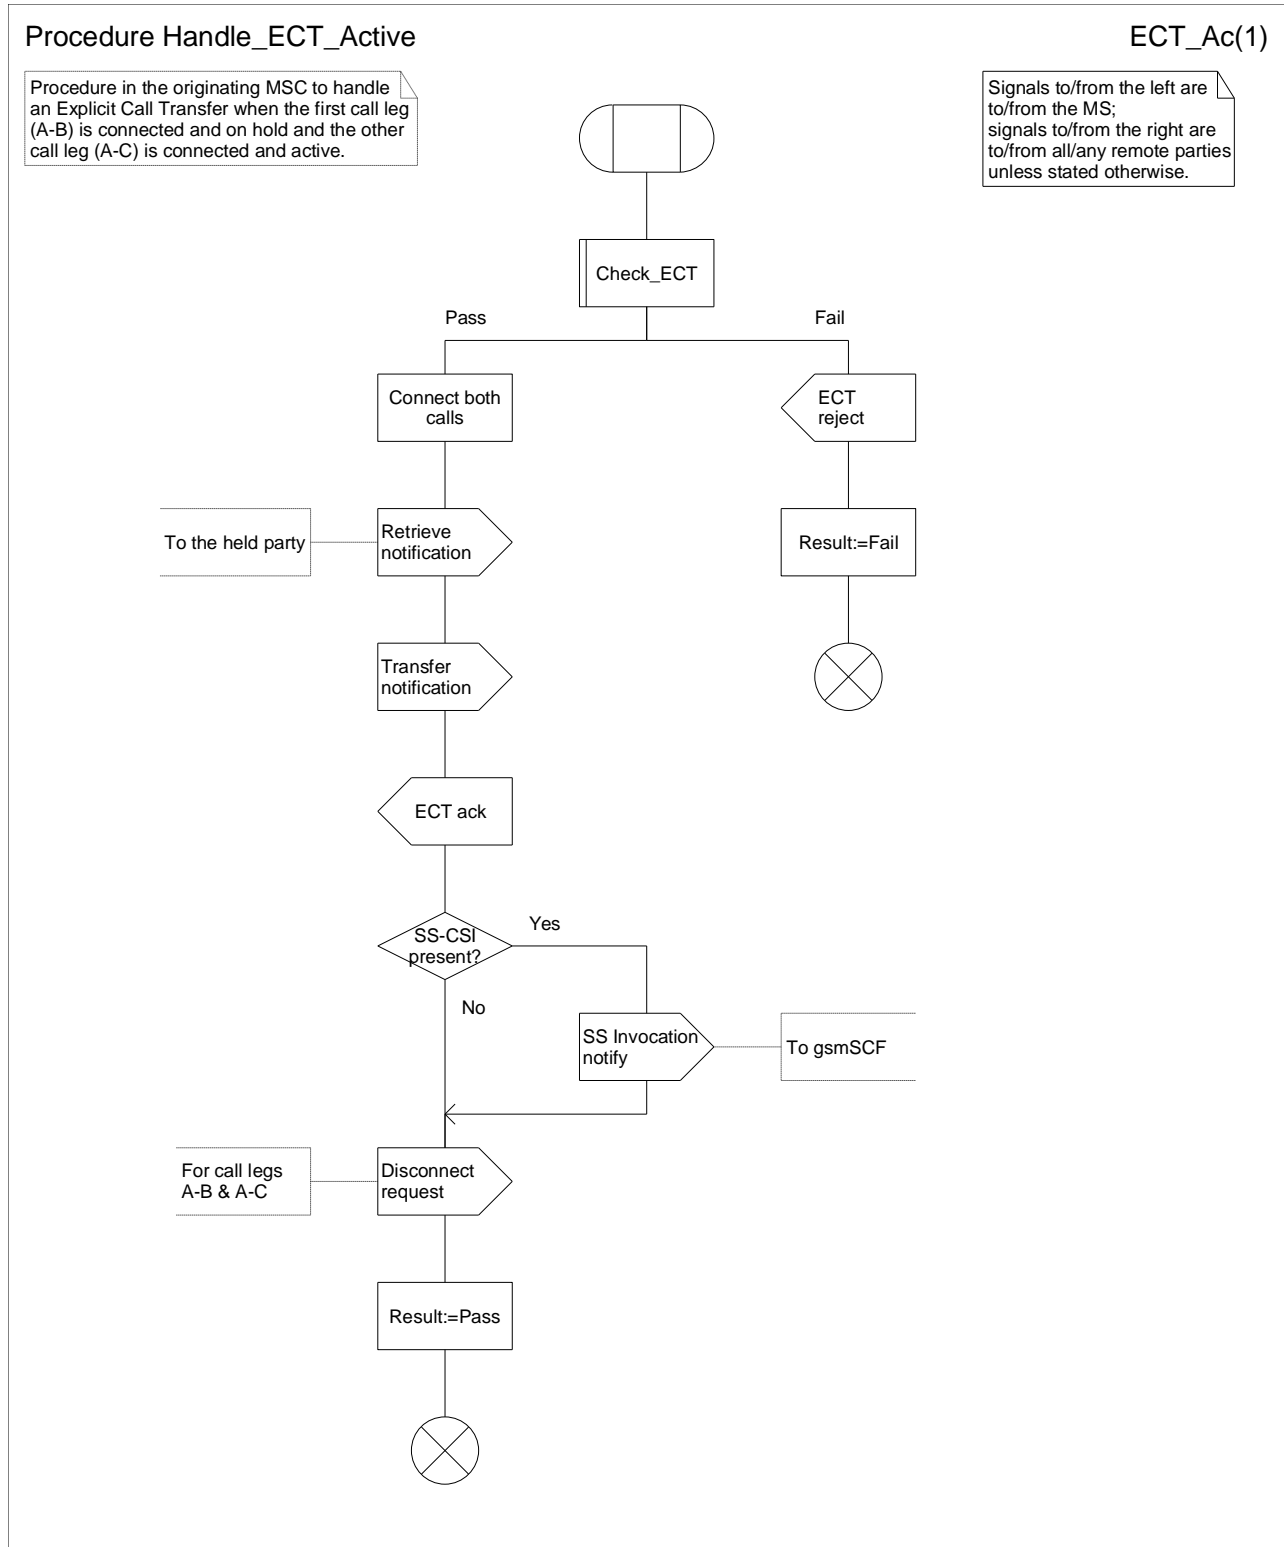 Procedure Handle_ECT_Active
ECT_Ac(1)
Procedure in the originating MSC to handle
an Explicit Call Transfer when the first call leg
(A-B) is connected and on hold and the other
call leg (A-C) is connected and active.
Signals to/from the left are
to/from the MS;
signals to/from the right are
to/from all/any remote parties
unless stated otherwise.
Check_ECT
Pass
Fail
Connect both
calls
ECT
reject
To the held party
Retrieve
notification
Result:=Fail
Transfer
notification
ECT ack
SS-CSI
present?
Yes
No
SS Invocation
notify
To gsmSCF
For call legs
A-B & A-C
Disconnect
request
Result:=Pass